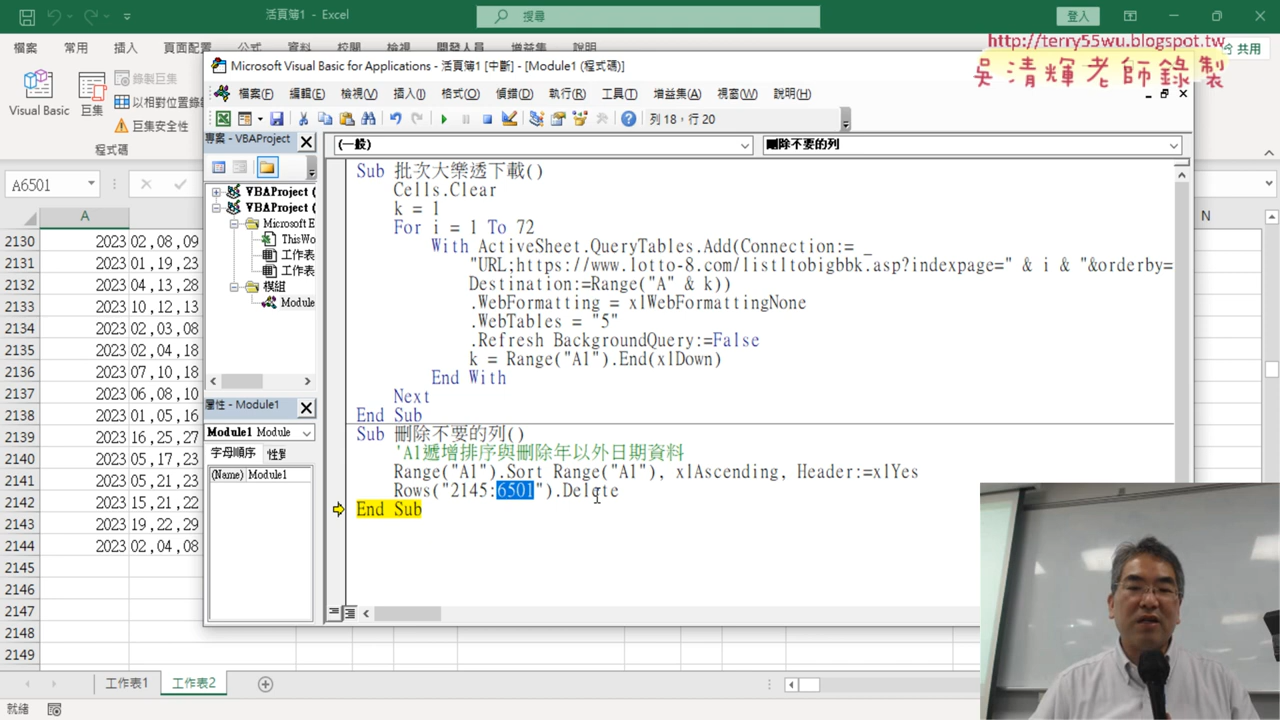 活頁簿1 - Excel
搜尋
登入
檔案 常用 插入 頁面配置 公式 資料 校閱 檢視 開發人員 增益集 說明
共用
http://terry55wu.blogspot.tw
吳清輝老師錄製
Visual Basic
巨集
錄製巨集
以相對位置錄
巨集安全性
程式碼
Microsoft Visual Basic for Applications - 活頁簿1 [中斷] - [Module1 (程式碼)]
檔案(F) 編輯(E) 檢視(V) 插入(I) 格式(O) 偵錯(D) 執行(R) 工具(T) 增益集(A) 視窗(W) 說明(H)
列 18，行 20
專案 - VBAProject
(一般)
刪除不要的列
VBAProject (
VBAProject (
Microsoft E
ThisWo
工作表
工作表
模組
Module
屬性 - Module1
Module1 Module
字母順序 性質
(Name) Module1
Sub 批次大樂透下載()
Cells.Clear
k = 1
For i = 1 To 72
With ActiveSheet.QueryTables.Add(Connection:= _
"URL;https://www.lotto-8.com/listltobigbbk.asp?indexpage=" & i & "&orderby=
Destination:=Range("A" & k))
.WebFormatting = xlWebFormattingNone
.WebTables = "5"
.Refresh BackgroundQuery:=False
k = Range("A1").End(xlDown)
End With
Next
End Sub
Sub 刪除不要的列()
'A1遞增排序與刪除年以外日期資料
Range("A1").Sort Range("A1"), xlAscending, Header:=xlYes
Rows("2145:6501").Delete
End Sub
A6501
A
N
2130 2023 02,08,09
2131 2023 01,19,23
2132 2023 04,13,28
2133 2023 10,12,13
2134 2023 02,03,08
2135 2023 02,04,18
2136 2023 07,10,18
2137 2023 06,08,10
2138 2023 01,05,16
2139 2023 16,25,27
2140 2023 05,17,23
2141 2023 05,22,23
2142 2023 15,21,22
2143 2023 19,22,29
2144 2023 02,04,08
2145
2146
2147
2148
2149
工作表1 工作表2
就緒